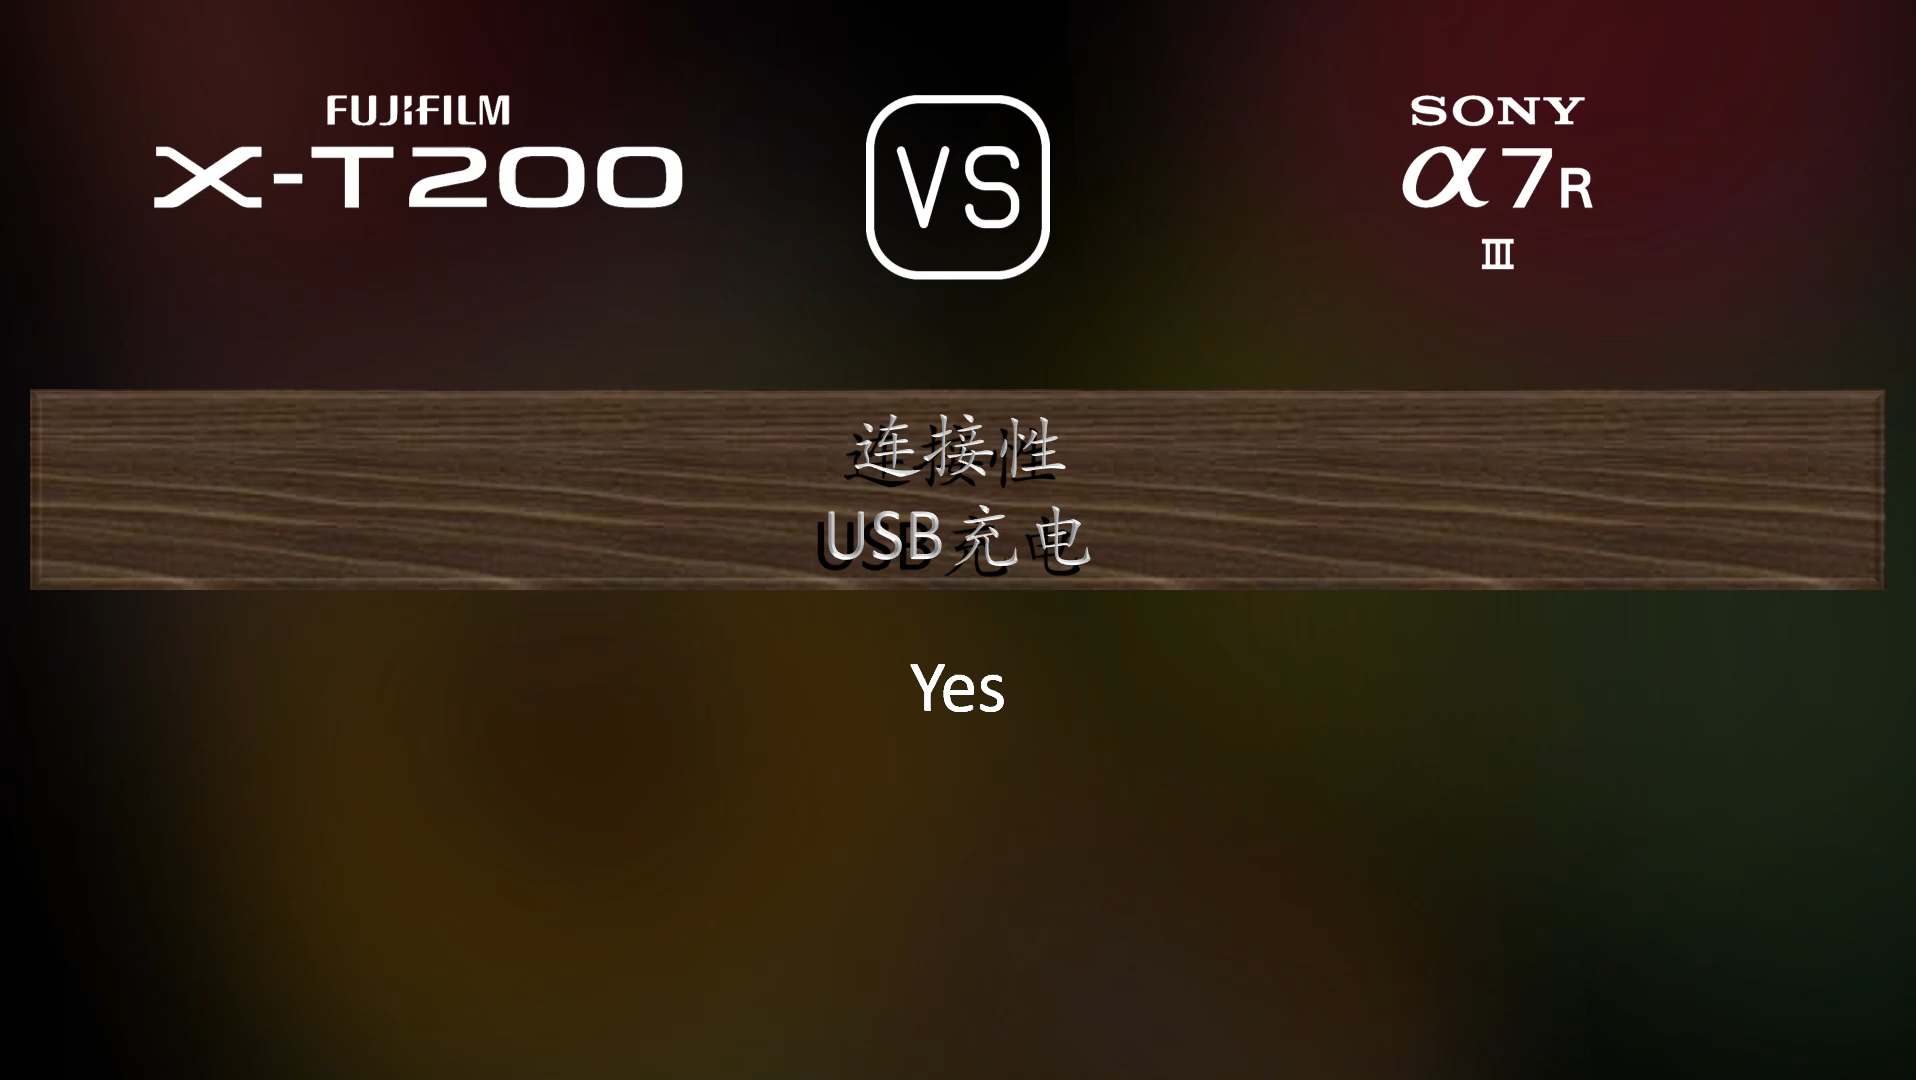 FUJIFILM
X-T200
VS
SONY
α7R
III
连接性
USB充电
Yes